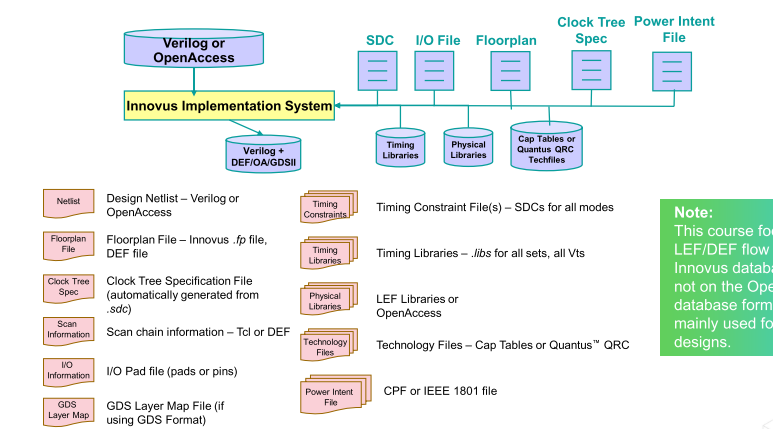 Verilog or
OpenAccess
SDC
I/O File
Floorplan
Clock Tree
Spec
Power Intent
File
Innovus Implementation System
Verilog +
DEF/OA/GDSII
Timing
Libraries
Physical
Libraries
Cap Tables or
Quantus QRC
Techfiles
Netlist
Design Netlist – Verilog or
OpenAccess
Floorplan
File
Floorplan File – Innovus .fp file,
DEF file
Clock Tree
Spec
Clock Tree Specification File
(automatically generated from
.sdc)
Scan
Information
Scan chain information – Tcl or DEF
I/O
Information
I/O Pad file (pads or pins)
GDS
Layer Map
GDS Layer Map File (if
using GDS Format)
Timing
Constraints
Timing Constraint File(s) – SDCs for all modes
Timing
Libraries
Timing Libraries – .libs for all sets, all Vts
Physical
Libraries
LEF Libraries or
OpenAccess
Technology
Files
Technology Files – Cap Tables or Quantus™ QRC
Power Intent
File
CPF or IEEE 1801 file
Note:
This course
LEF/DEF flow
Innovus
not on the
database
mainly used
designs.